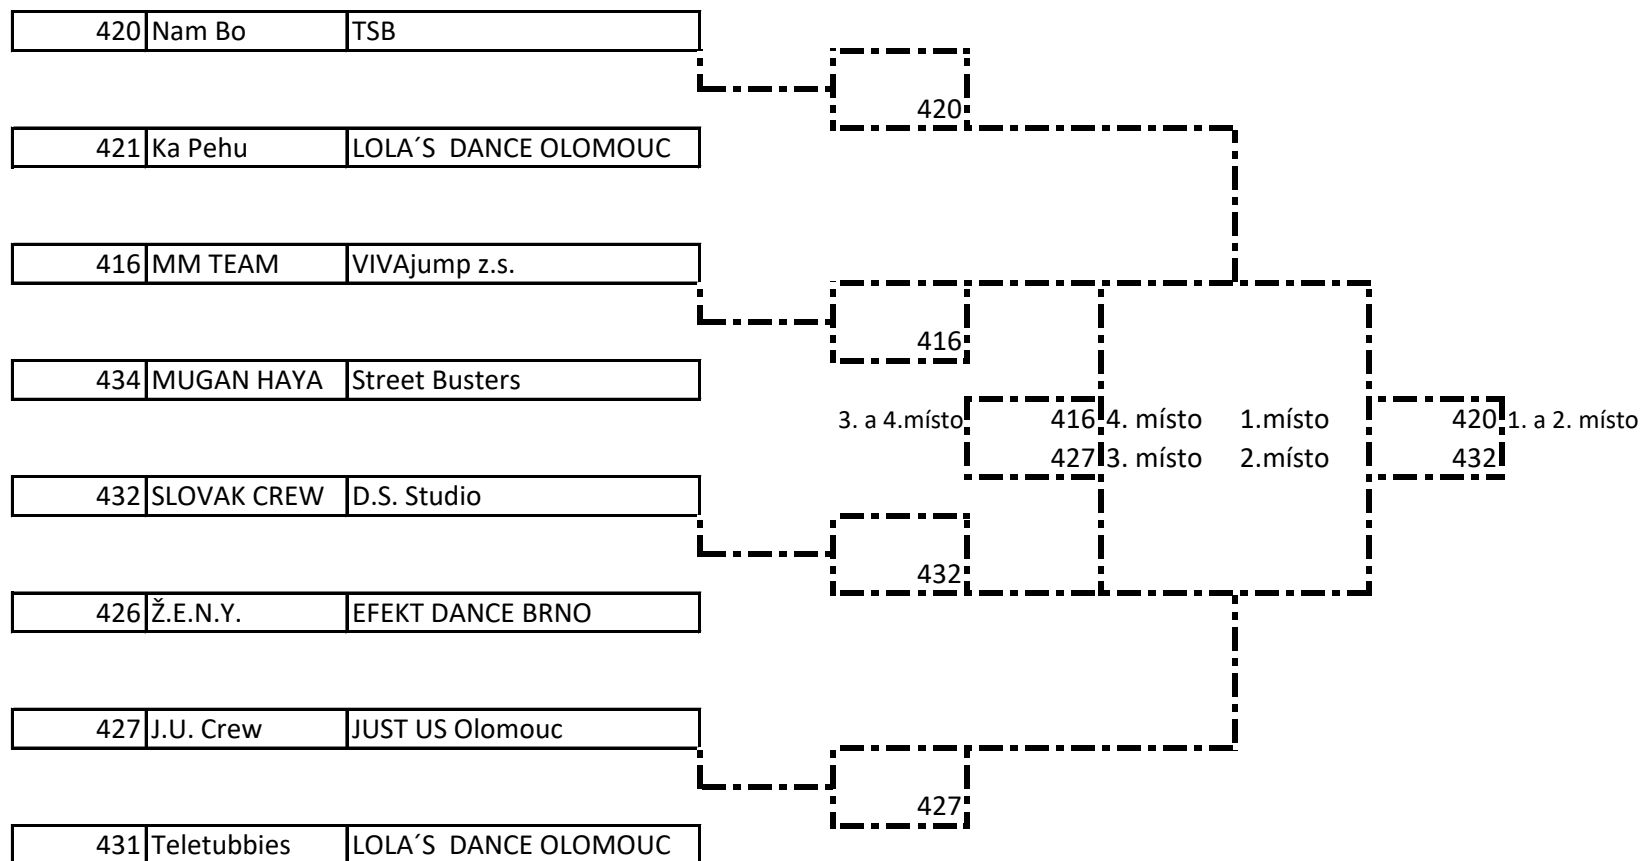 420 Nam Bo TSB
420
421 Ka Pehu LOLA´S  DANCE OLOMOUC
416 MM TEAM VIVAjump z.s.
416
434 MUGAN HAYA Street Busters
3. a 4.místo 416 4. místo 1.místo 420 1. a 2. místo
427 3. místo 2.místo 432
432 SLOVAK CREW D.S. Studio
432
426 Ž.E.N.Y. EFEKT DANCE BRNO
427 J.U. Crew JUST US Olomouc
427
431 Teletubbies LOLA´S  DANCE OLOMOUC